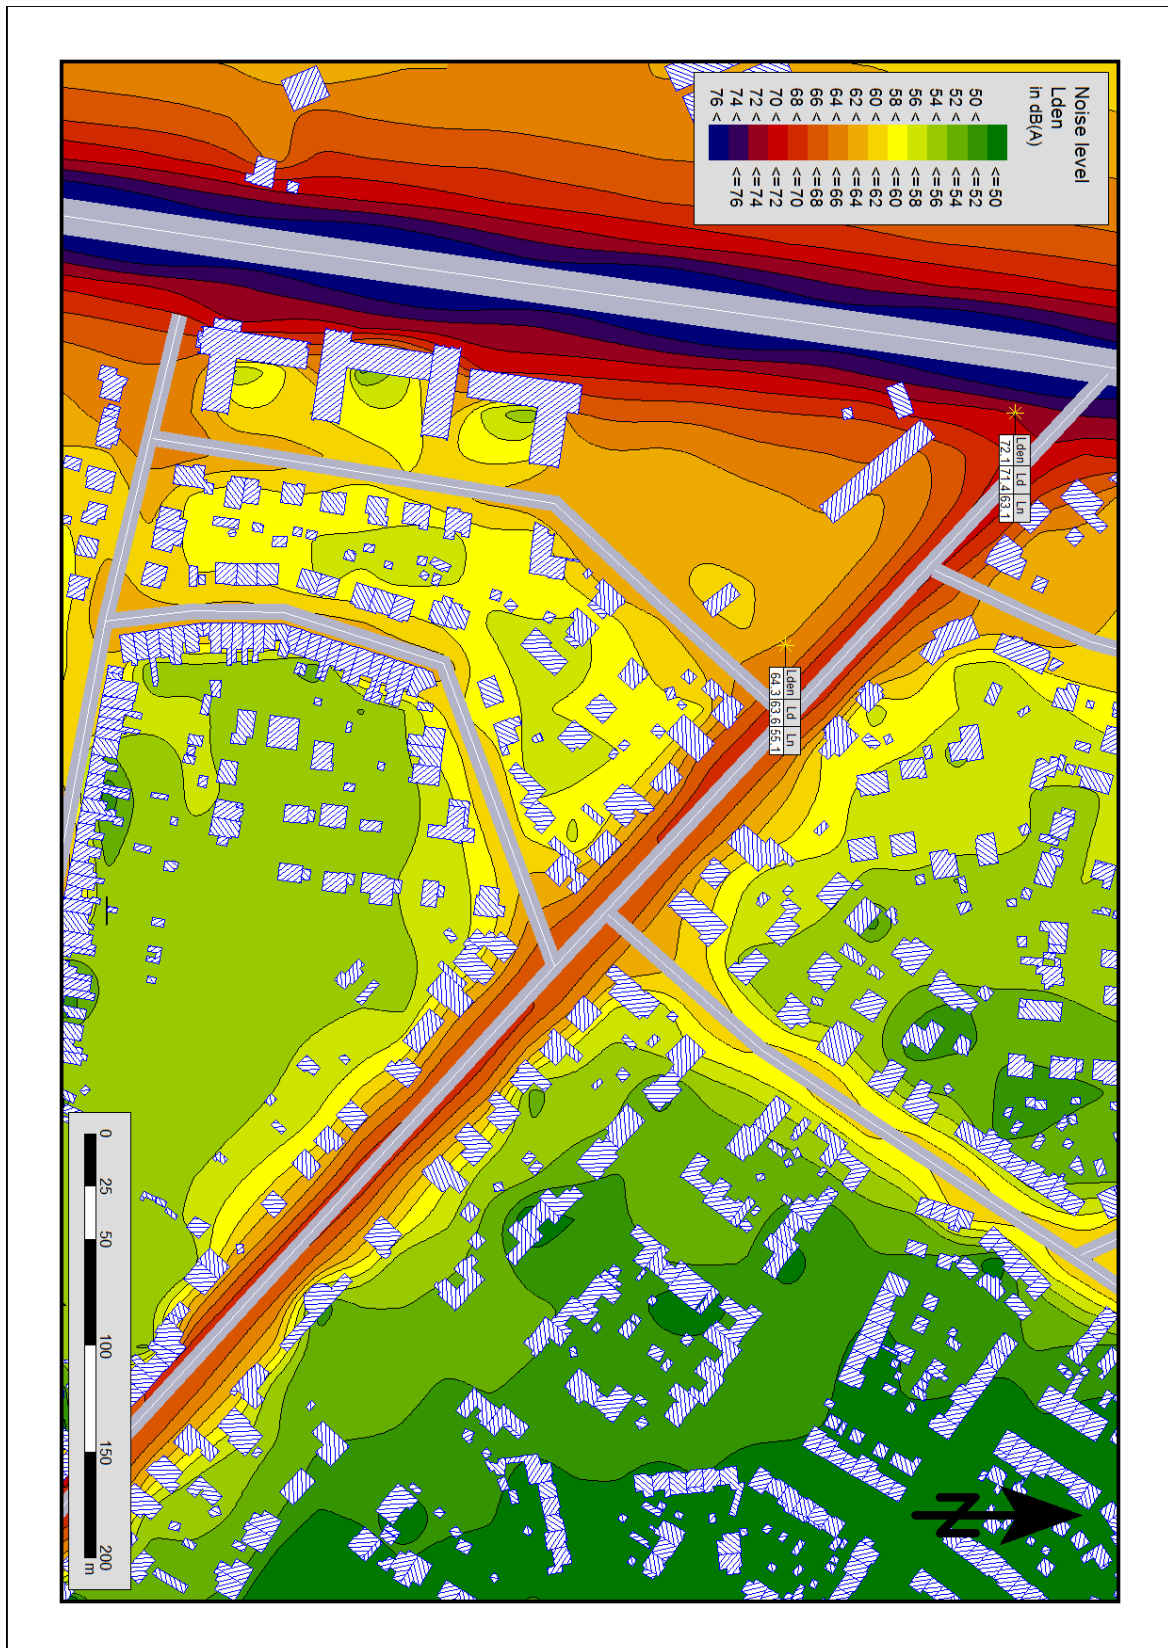 Noise level
Lden
in dB(A)
<=50
50 < <=52
52 < <=54
54 < <=56
56 < <=58
58 < <=60
60 < <=62
62 < <=64
64 < <=66
66 < <=68
68 < <=70
70 < <=72
72 < <=74
74 < <=76
76 <
Lden Ld Ln
72.1 71.4 63.1
Lden Ld Ln
64.3 63.6 55.1
N
0 25 50 100 150 200
m